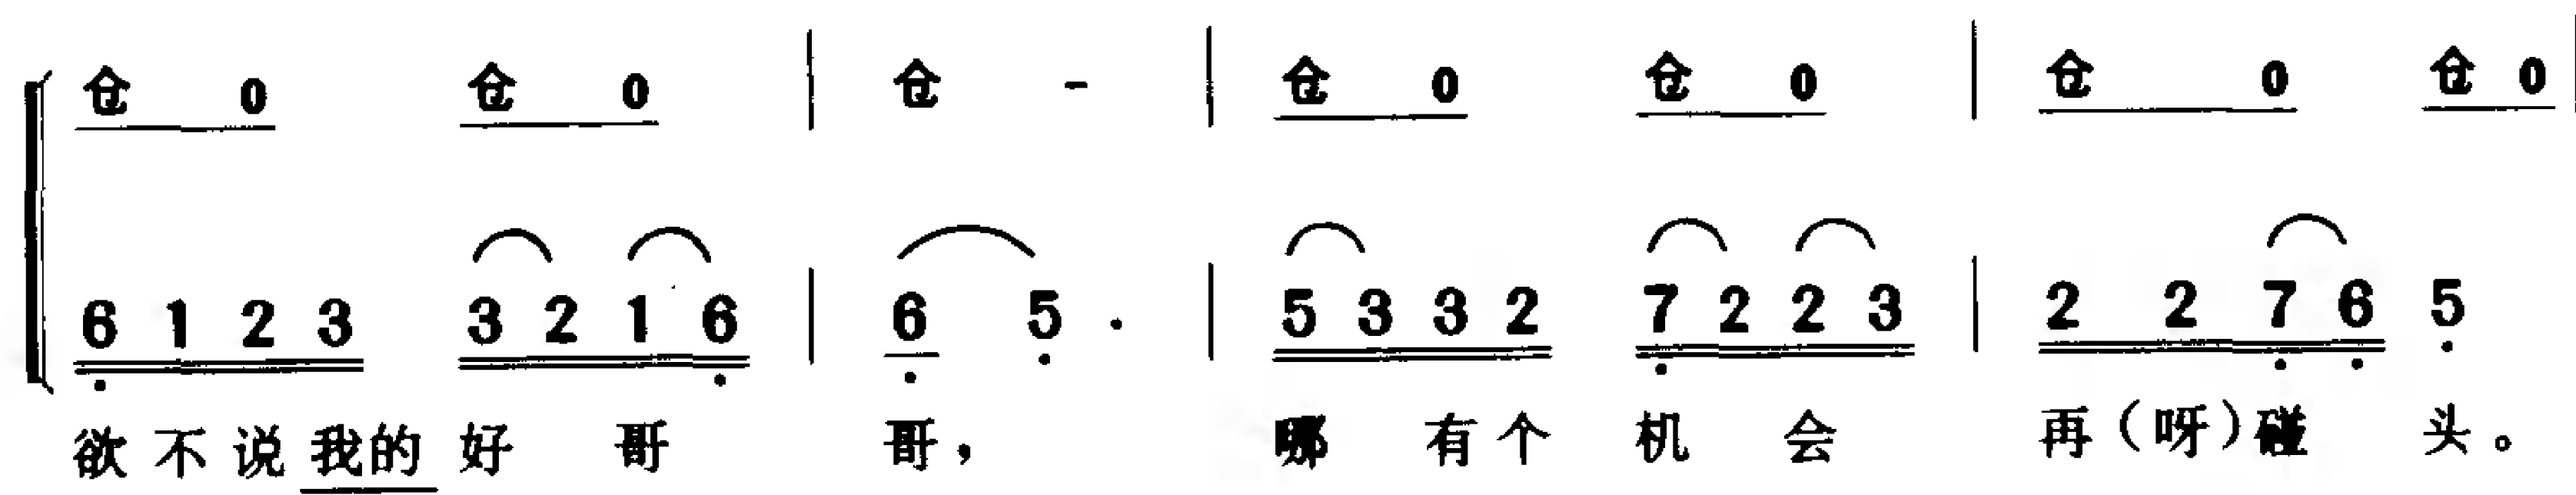 仓 0 仓 0 | 仓 - | 仓 0 仓 0 | 仓 0 仓 0 |
6̣ 1 2 3 3 2 1 6̣ | 6̣ 5̣ . | 5 3 3 2 7̣ 2 2 3 | 2 2 7̣ 6̣ 5̣
欲不说我的好哥 哥， 哪有个机会 再（呀）碰头。